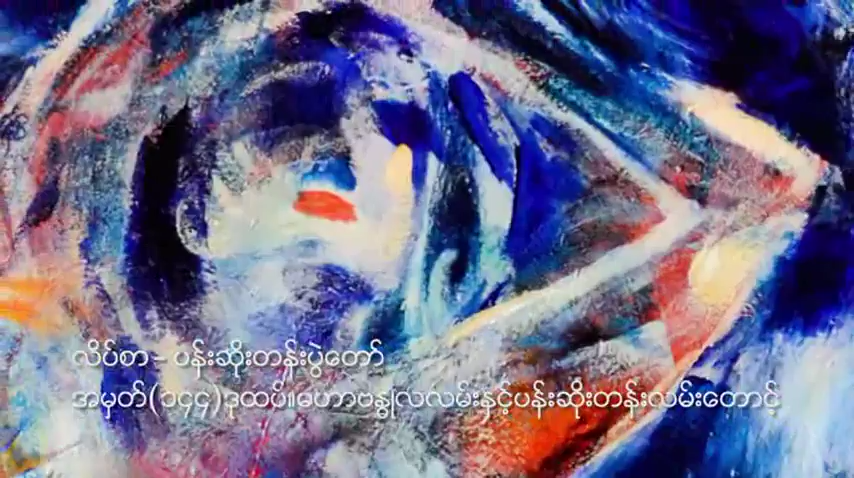 လိပ်စာ - ပန်းဆိုးတန်းပွဲတော်
အမှတ်(၁၄၄)ဒုထပ်။မဟာဗန္ဓုလလမ်းနှင့်ပန်းဆိုးတန်းလမ်းထောင့်